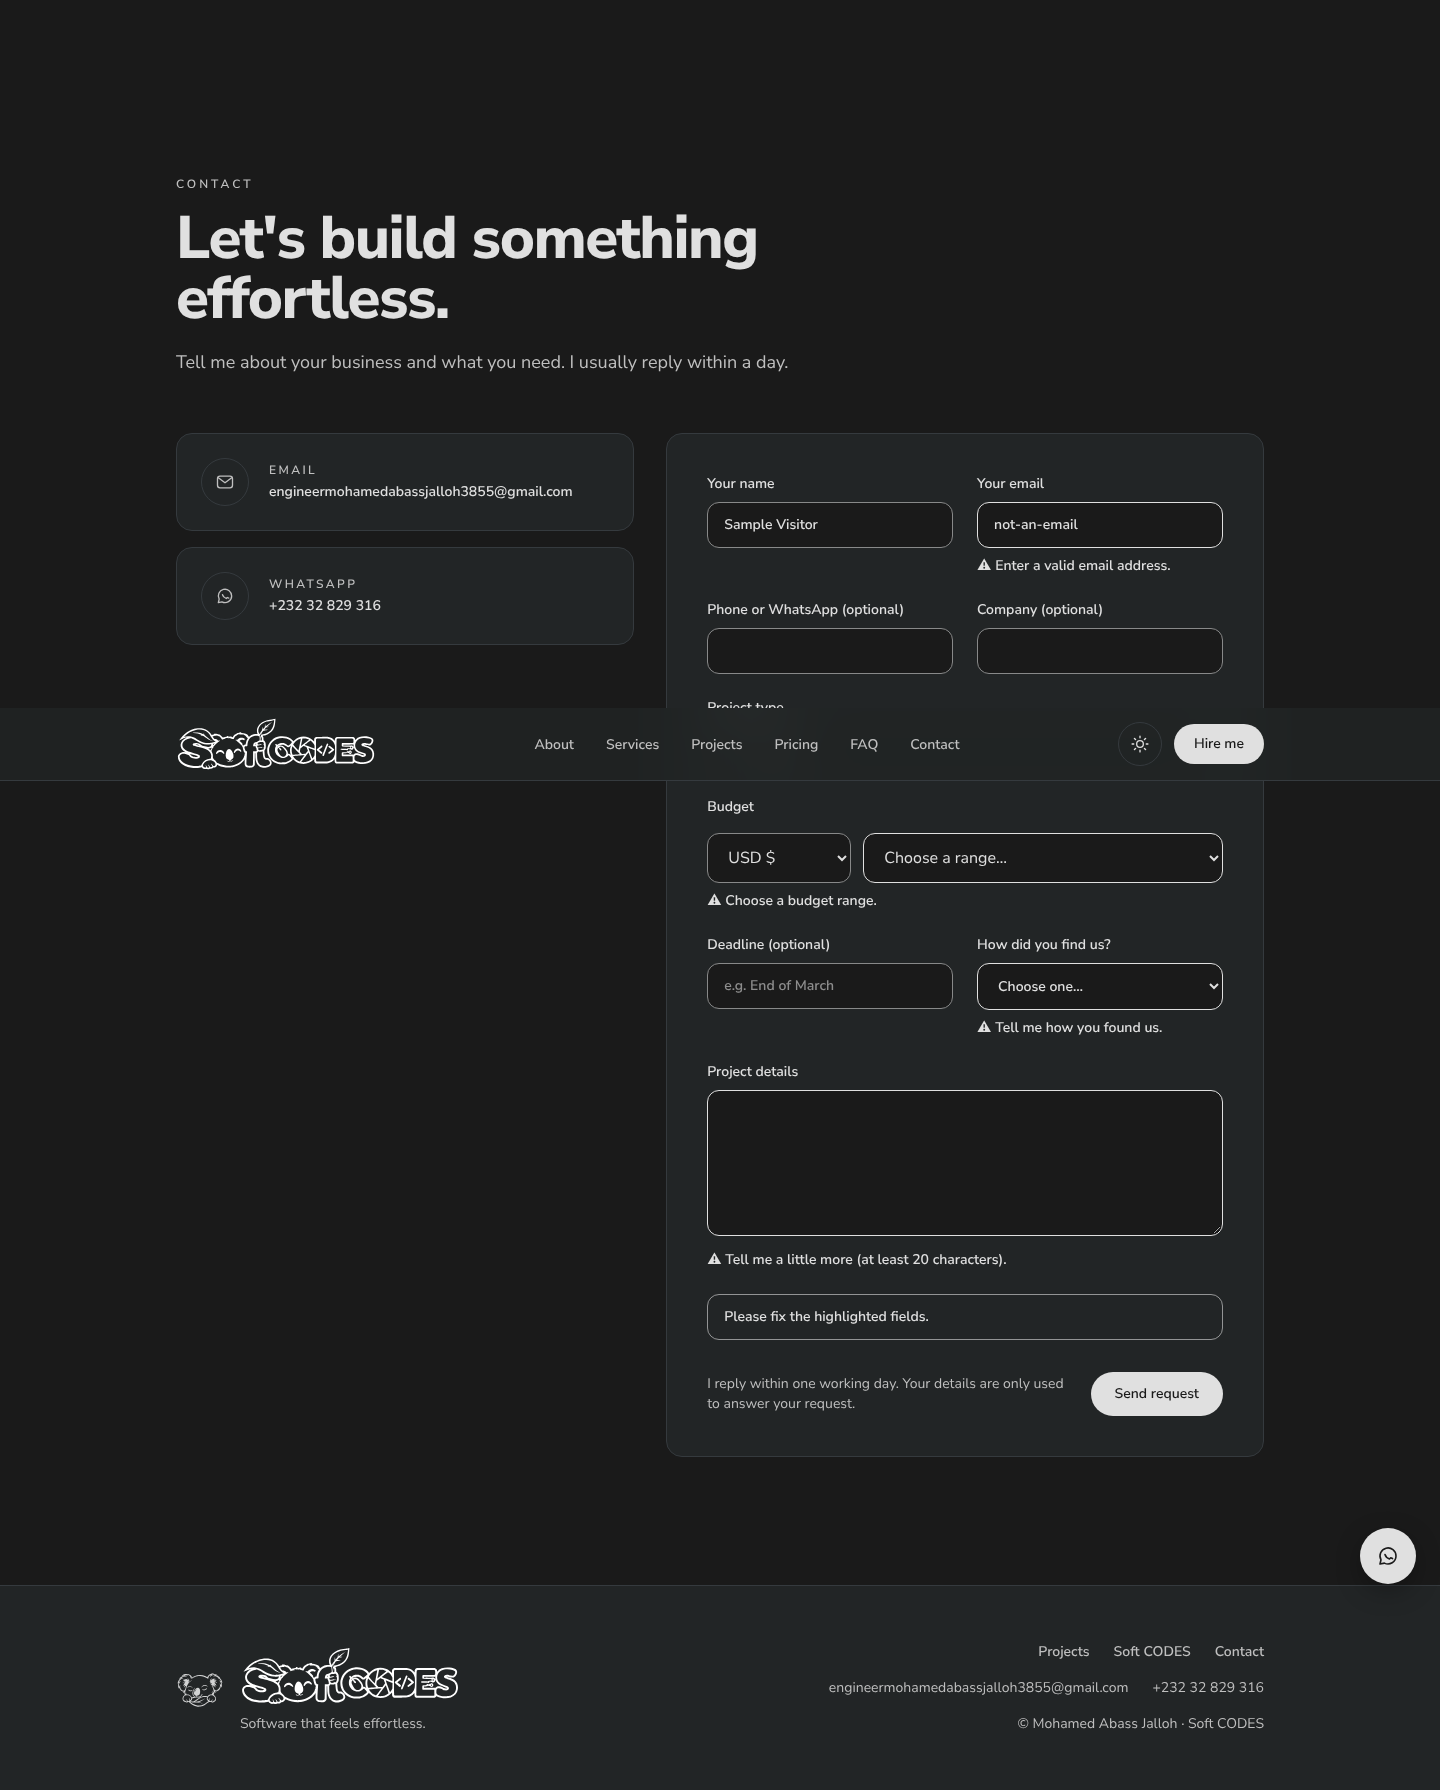 CONTACT
Let's build something
effortless.
Tell me about your business and what you need. I usually reply within a day.
EMAIL
engineermohamedabassjalloh3855@gmail.com
WHATSAPP
+232 32 829 316
Your name
Sample Visitor
Your email
not-an-email
⚠ Enter a valid email address.
Phone or WhatsApp (optional)
Company (optional)
Project type
Soft CODES
About
Services
Projects
Pricing
FAQ
Contact
Hire me
Budget
USD $
Choose a range...
⚠ Choose a budget range.
Deadline (optional)
e.g. End of March
How did you find us?
Choose one...
⚠ Tell me how you found us.
Project details
⚠ Tell me a little more (at least 20 characters).
Please fix the highlighted fields.
I reply within one working day. Your details are only used
to answer your request.
Send request
Soft CODES
Software that feels effortless.
Projects
Soft CODES
Contact
engineermohamedabassjalloh3855@gmail.com
+232 32 829 316
© Mohamed Abass Jalloh · Soft CODES